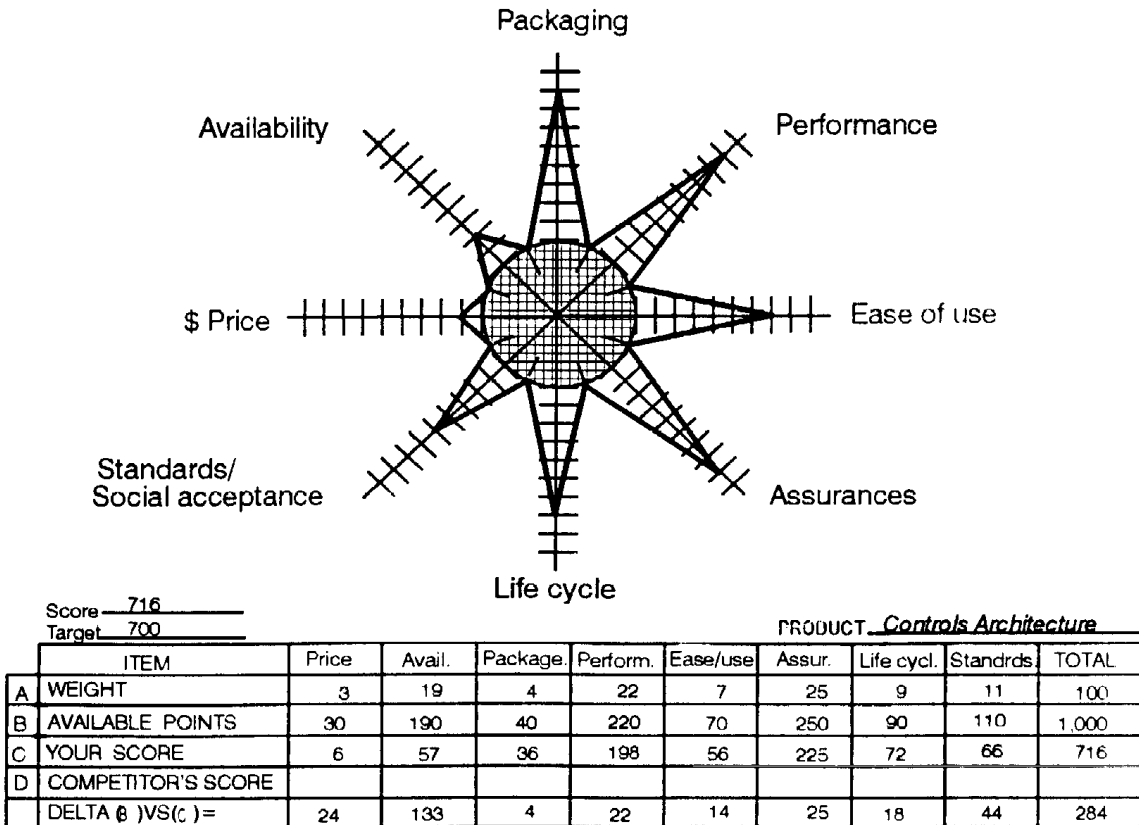 Packaging
Availability
Performance
$ Price
Ease of use
Standards/
Social acceptance
Assurances
Life cycle
Score 716
Target 700
PRODUCT Controls Architecture
ITEM Price Avail. Package. Perform. Ease/use Assur. Life cycl. Standrds. TOTAL
A WEIGHT 3 19 4 22 7 25 9 11 100
B AVAILABLE POINTS 30 190 40 220 70 250 90 110 1,000
C YOUR SCORE 6 57 36 198 56 225 72 66 716
D COMPETITOR'S SCORE
DELTA (B) VS (C) = 24 133 4 22 14 25 18 44 284